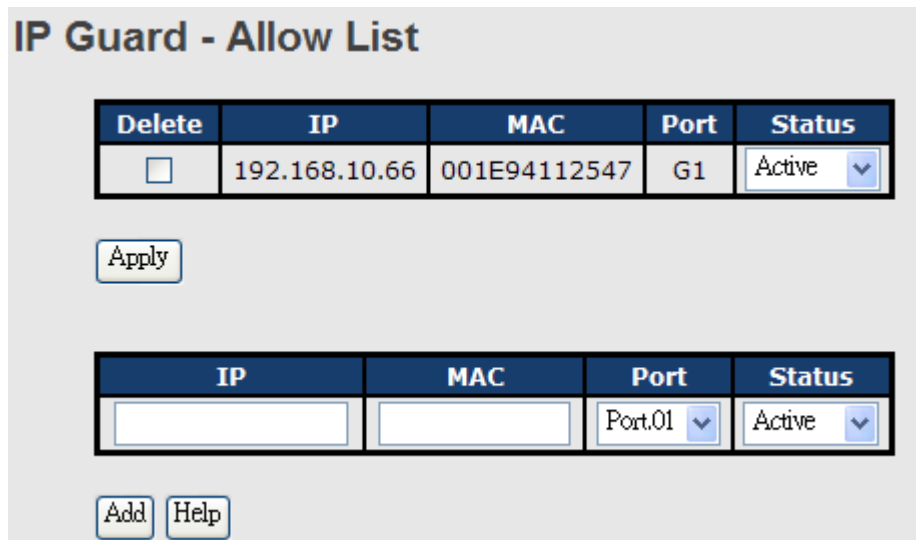 IP Guard - Allow List
Delete IP MAC Port Status
192.168.10.66 001E94112547 G1 Active
Apply
IP MAC Port Status
Port.01 Active
Add Help